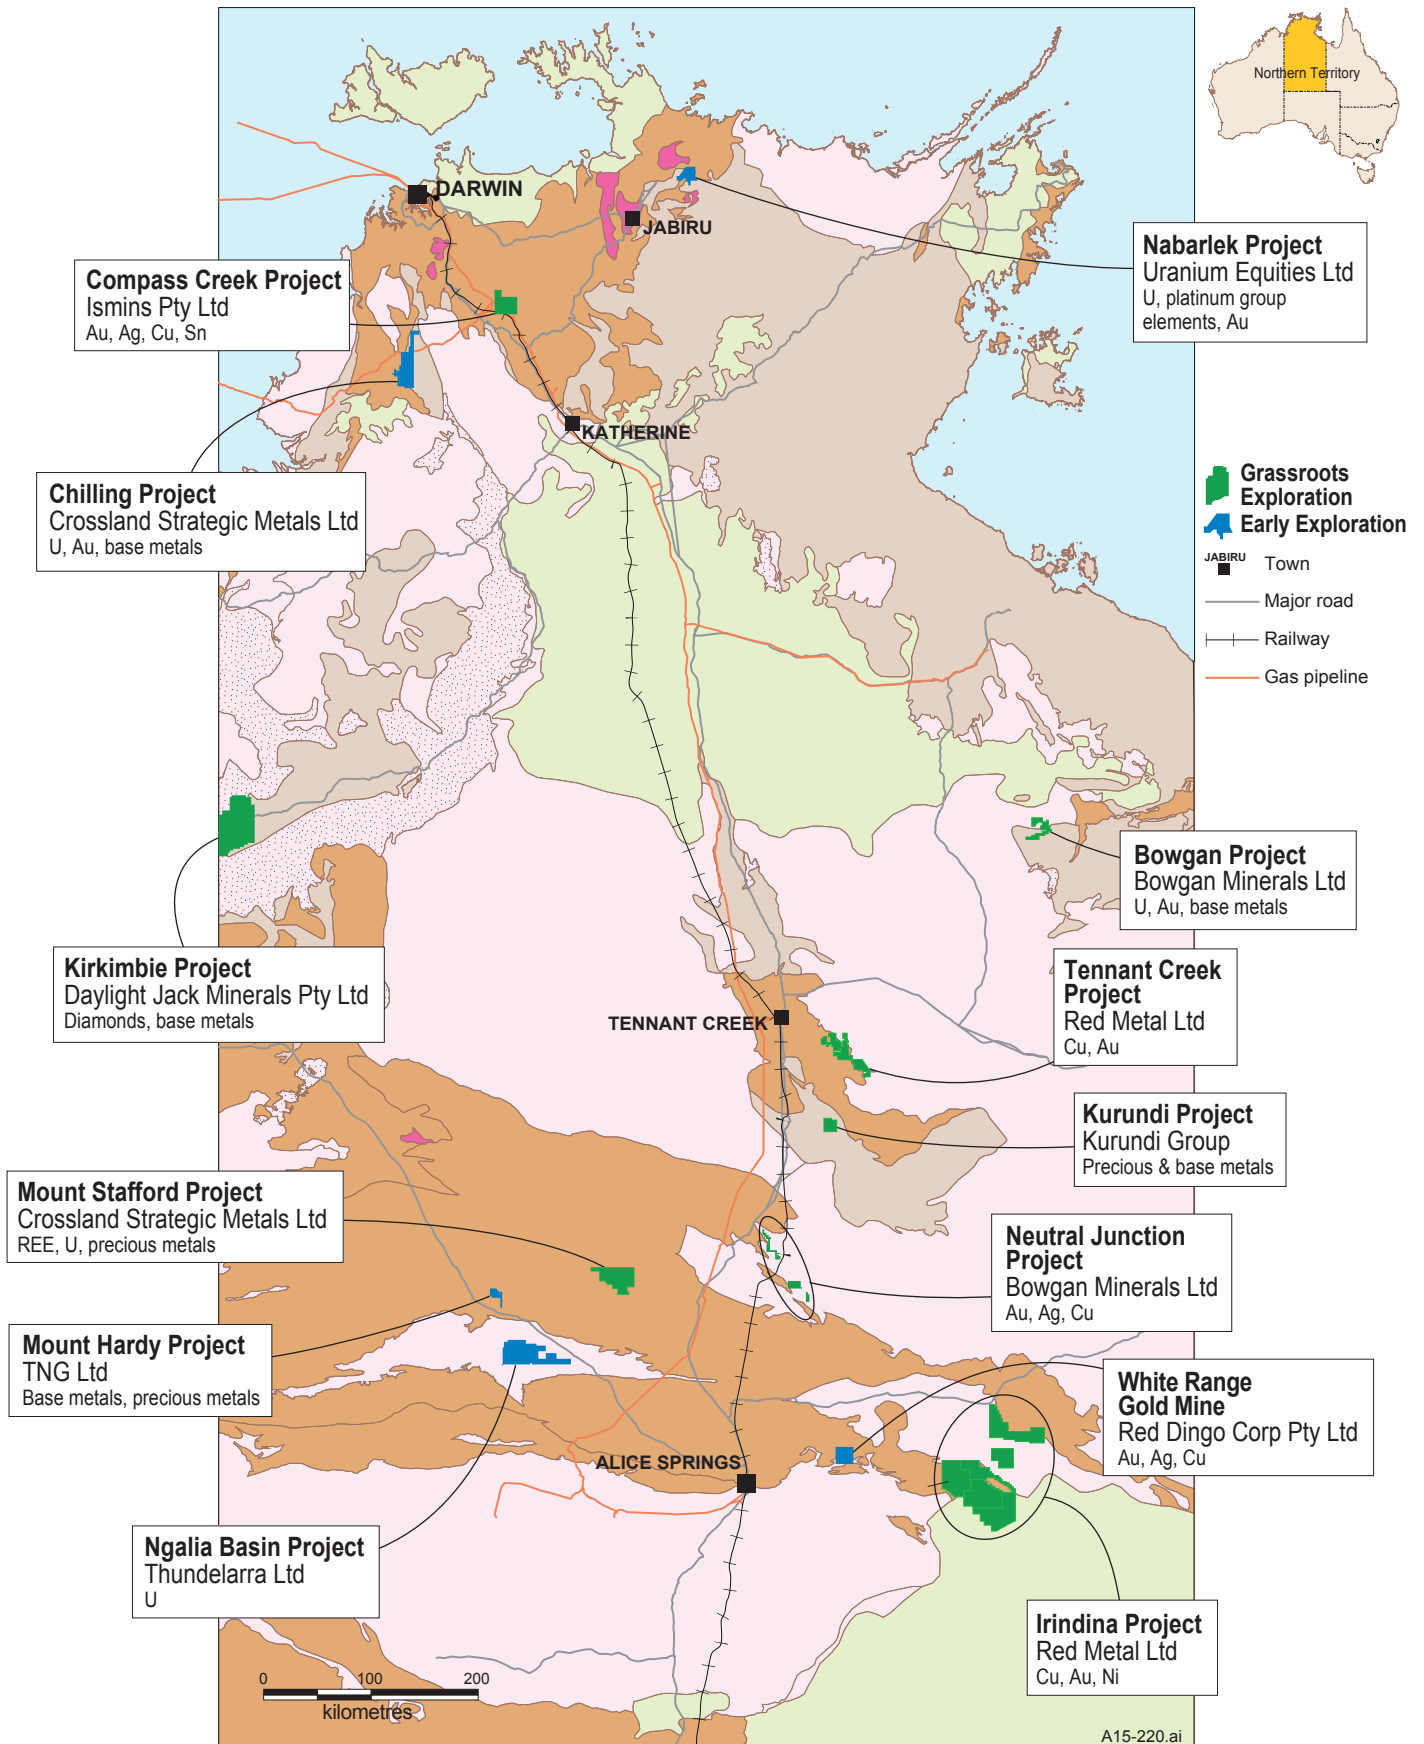 Northern Territory
DARWIN
JABIRU
Nabarlek Project
Uranium Equities Ltd
U, platinum group
elements, Au
Compass Creek Project
Ismins Pty Ltd
Au, Ag, Cu, Sn
KATHERINE
Chilling Project
Crossland Strategic Metals Ltd
U, Au, base metals
Grassroots
Exploration
Early Exploration
JABIRU
Town
Major road
Railway
Gas pipeline
Bowgan Project
Bowgan Minerals Ltd
U, Au, base metals
Kirkimbie Project
Daylight Jack Minerals Pty Ltd
Diamonds, base metals
Tennant Creek
Project
Red Metal Ltd
Cu, Au
TENNANT CREEK
Kurundi Project
Kurundi Group
Precious & base metals
Mount Stafford Project
Crossland Strategic Metals Ltd
REE, U, precious metals
Neutral Junction
Project
Bowgan Minerals Ltd
Au, Ag, Cu
Mount Hardy Project
TNG Ltd
Base metals, precious metals
White Range
Gold Mine
Red Dingo Corp Pty Ltd
Au, Ag, Cu
ALICE SPRINGS
Ngalia Basin Project
Thundelarra Ltd
U
Irindina Project
Red Metal Ltd
Cu, Au, Ni
0 100 200
kilometres
A15-220.ai